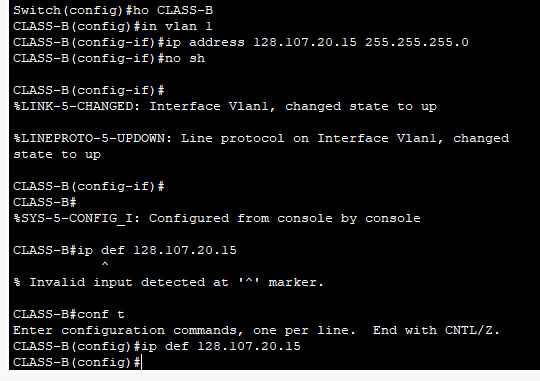 Switch(config)#ho CLASS-B
CLASS-B(config)#in vlan 1
CLASS-B(config-if)#ip address 128.107.20.15 255.255.255.0
CLASS-B(config-if)#no sh
CLASS-B(config-if)#
%LINK-5-CHANGED: Interface Vlan1, changed state to up
%LINEPROTO-5-UPDOWN: Line protocol on Interface Vlan1, changed
state to up
CLASS-B(config-if)#
CLASS-B#
%SYS-5-CONFIG_I: Configured from console by console
CLASS-B#ip def 128.107.20.15
^
% Invalid input detected at '^' marker.
CLASS-B#conf t
Enter configuration commands, one per line.  End with CNTL/Z.
CLASS-B(config)#ip def 128.107.20.15
CLASS-B(config)#